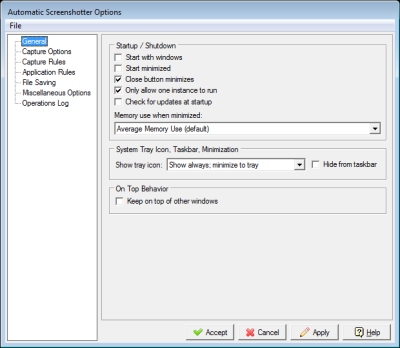 Automatic Screenshotter Options
File
General
Capture Options
Capture Rules
Application Rules
File Saving
Miscellaneous Options
Operations Log
Startup / Shutdown
Start with windows
Start minimized
Close button minimizes
Only allow one instance to run
Check for updates at startup
Memory use when minimized:
Average Memory Use (default)
System Tray Icon, Taskbar, Minimization
Show tray icon: Show always; minimize to tray Hide from taskbar
On Top Behavior
Keep on top of other windows
Accept Cancel Apply Help